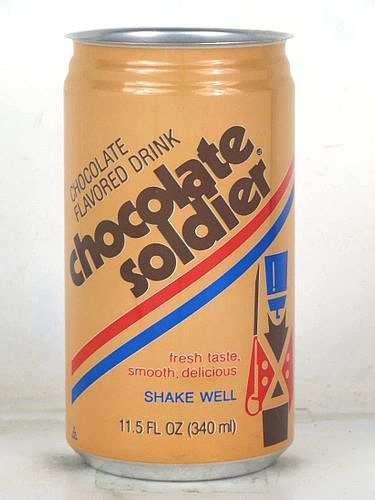 CHOCOLATE
FLAVORED DRINK
chocolate
soldier®
fresh taste,
smooth, delicious
SHAKE WELL
11.5 FL OZ (340 ml)